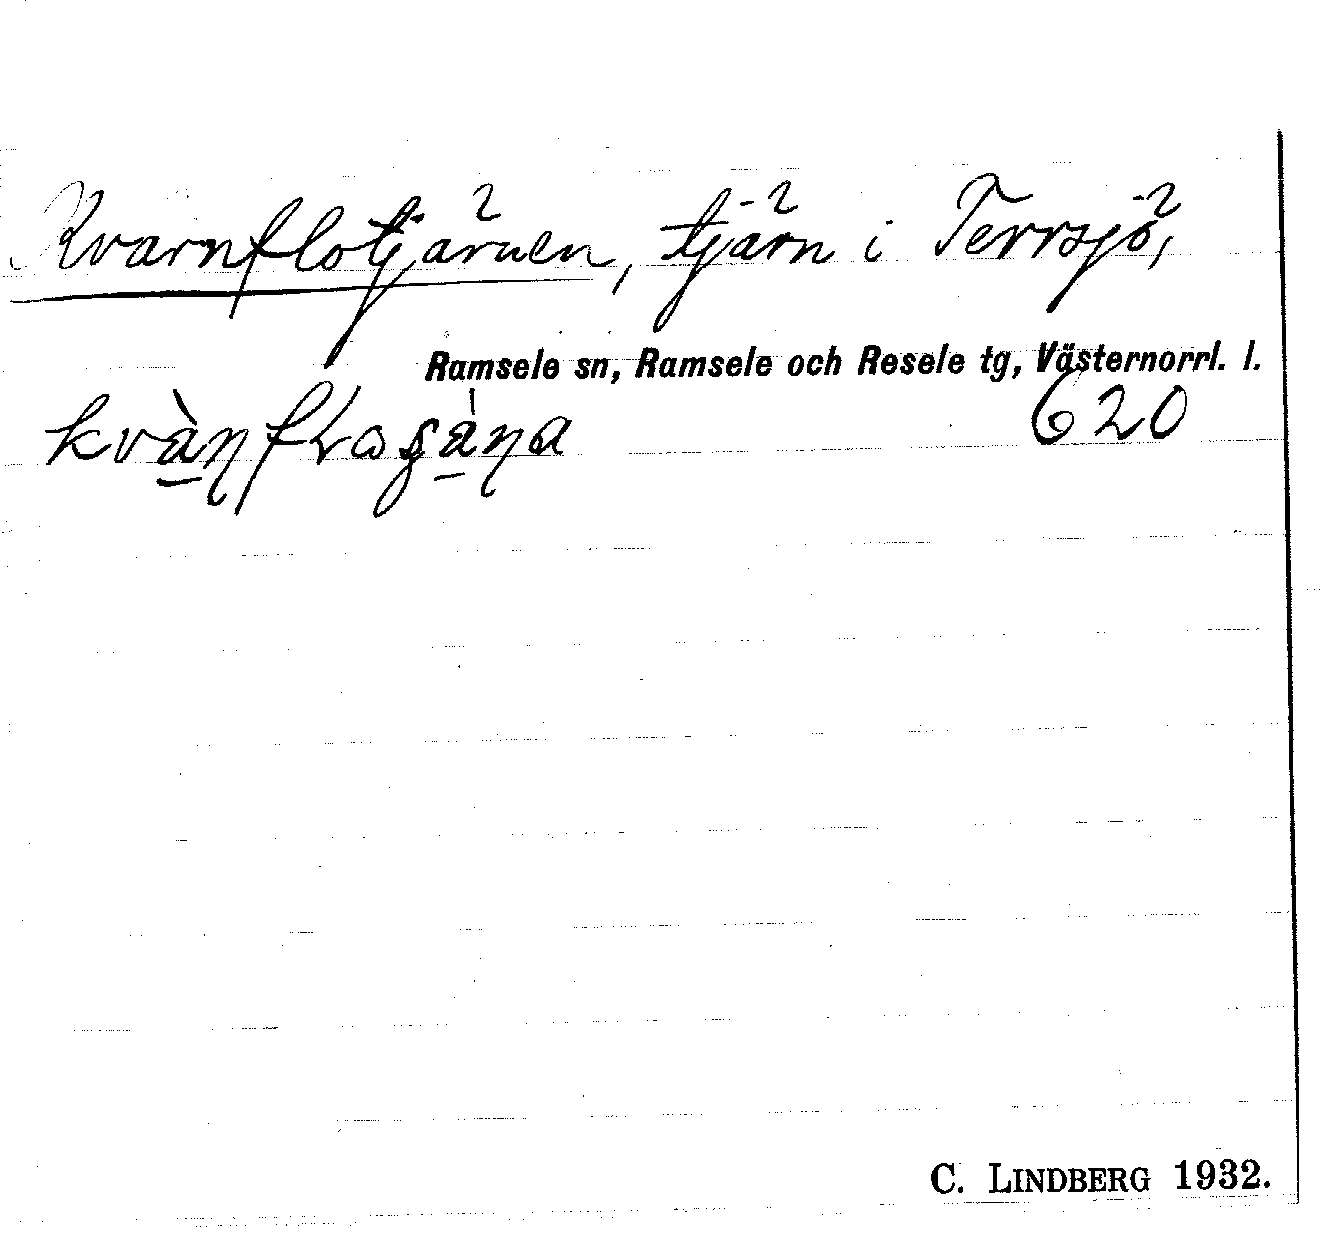 Kvarnflotjärnen, tjärn i Terrsjö,
Ramsele sn, Ramsele och Resele tg, Västernorrl. l.
620
C. LINDBERG 1932.